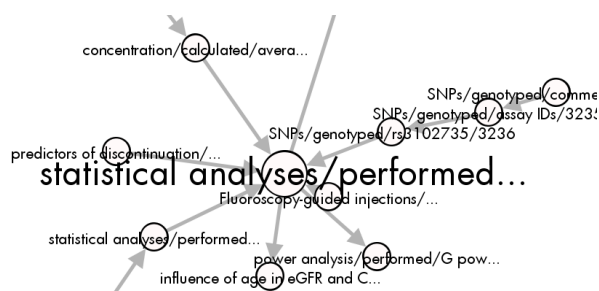 concentration/calculated/avera...
SNPs/genotyped/comme
SNPs/genotyped/assay IDs/3235
SNPs/genotyped/rs3102735/3236
predictors of discontinuation/...
statistical analyses/performed...
Fluoroscopy-guided injections/...
statistical analyses/performed...
power analysis/performed/G pow...
influence of age in eGFR and C...